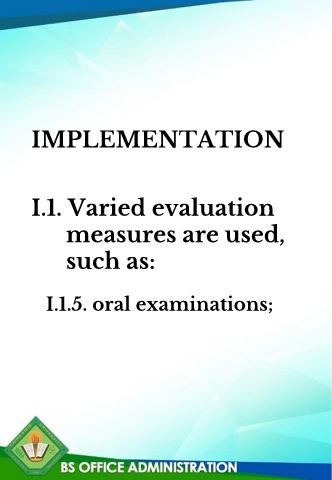 IMPLEMENTATION
I.1. Varied evaluation
measures are used,
such as:
I.1.5. oral examinations;
BS OFFICE ADMINISTRATION